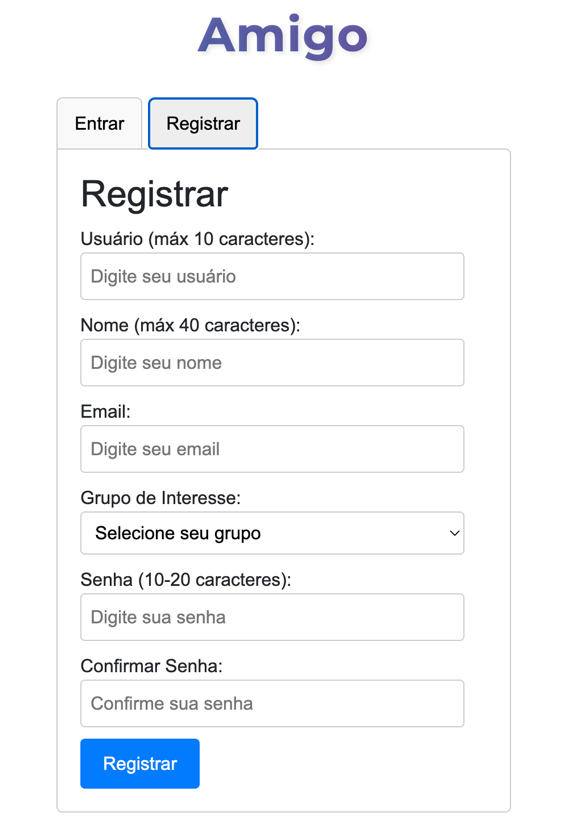 Amigo
Entrar
Registrar
Registrar
Usuário (máx 10 caracteres):
Digite seu usuário
Nome (máx 40 caracteres):
Digite seu nome
Email:
Digite seu email
Grupo de Interesse:
Selecione seu grupo
Senha (10-20 caracteres):
Digite sua senha
Confirmar Senha:
Confirme sua senha
Registrar